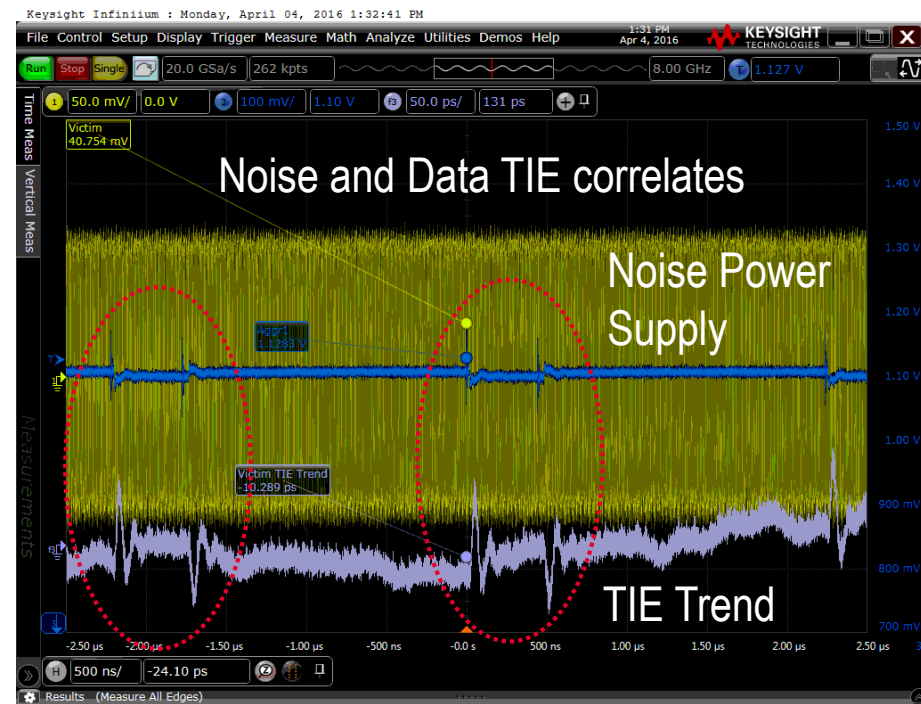 Keysight Infiniium : Monday, April 04, 2016 1:32:41 PM
File Control Setup Display Trigger Measure Math Analyze Utilities Demos Help
1:31 PM
Apr 4, 2016
KEYSIGHT
TECHNOLOGIES
Run Stop Single 20.0 GSa/s 262 kpts 8.00 GHz T 1.127 V
1 50.0 mV/ 0.0 V 3 100 mV/ 1.10 V f3 50.0 ps/ 131 ps
Time Meas
Vertical Meas
Measurements
Victim
40.754 mV
Noise and Data TIE correlates
Noise Power
Supply
Aggr1
1.1283 V
Victim TIE Trend
-10.289 ps
TIE Trend
1.50 V
1.40 V
1.30 V
1.20 V
1.10 V
1.00 V
900 mV
800 mV
700 mV
-2.50 µs -2.00 µs -1.50 µs -1.00 µs -500 ns -0.0 s 500 ns 1.00 µs 1.50 µs 2.00 µs 2.50 µs
H 500 ns/ -24.10 ps
Results (Measure All Edges)